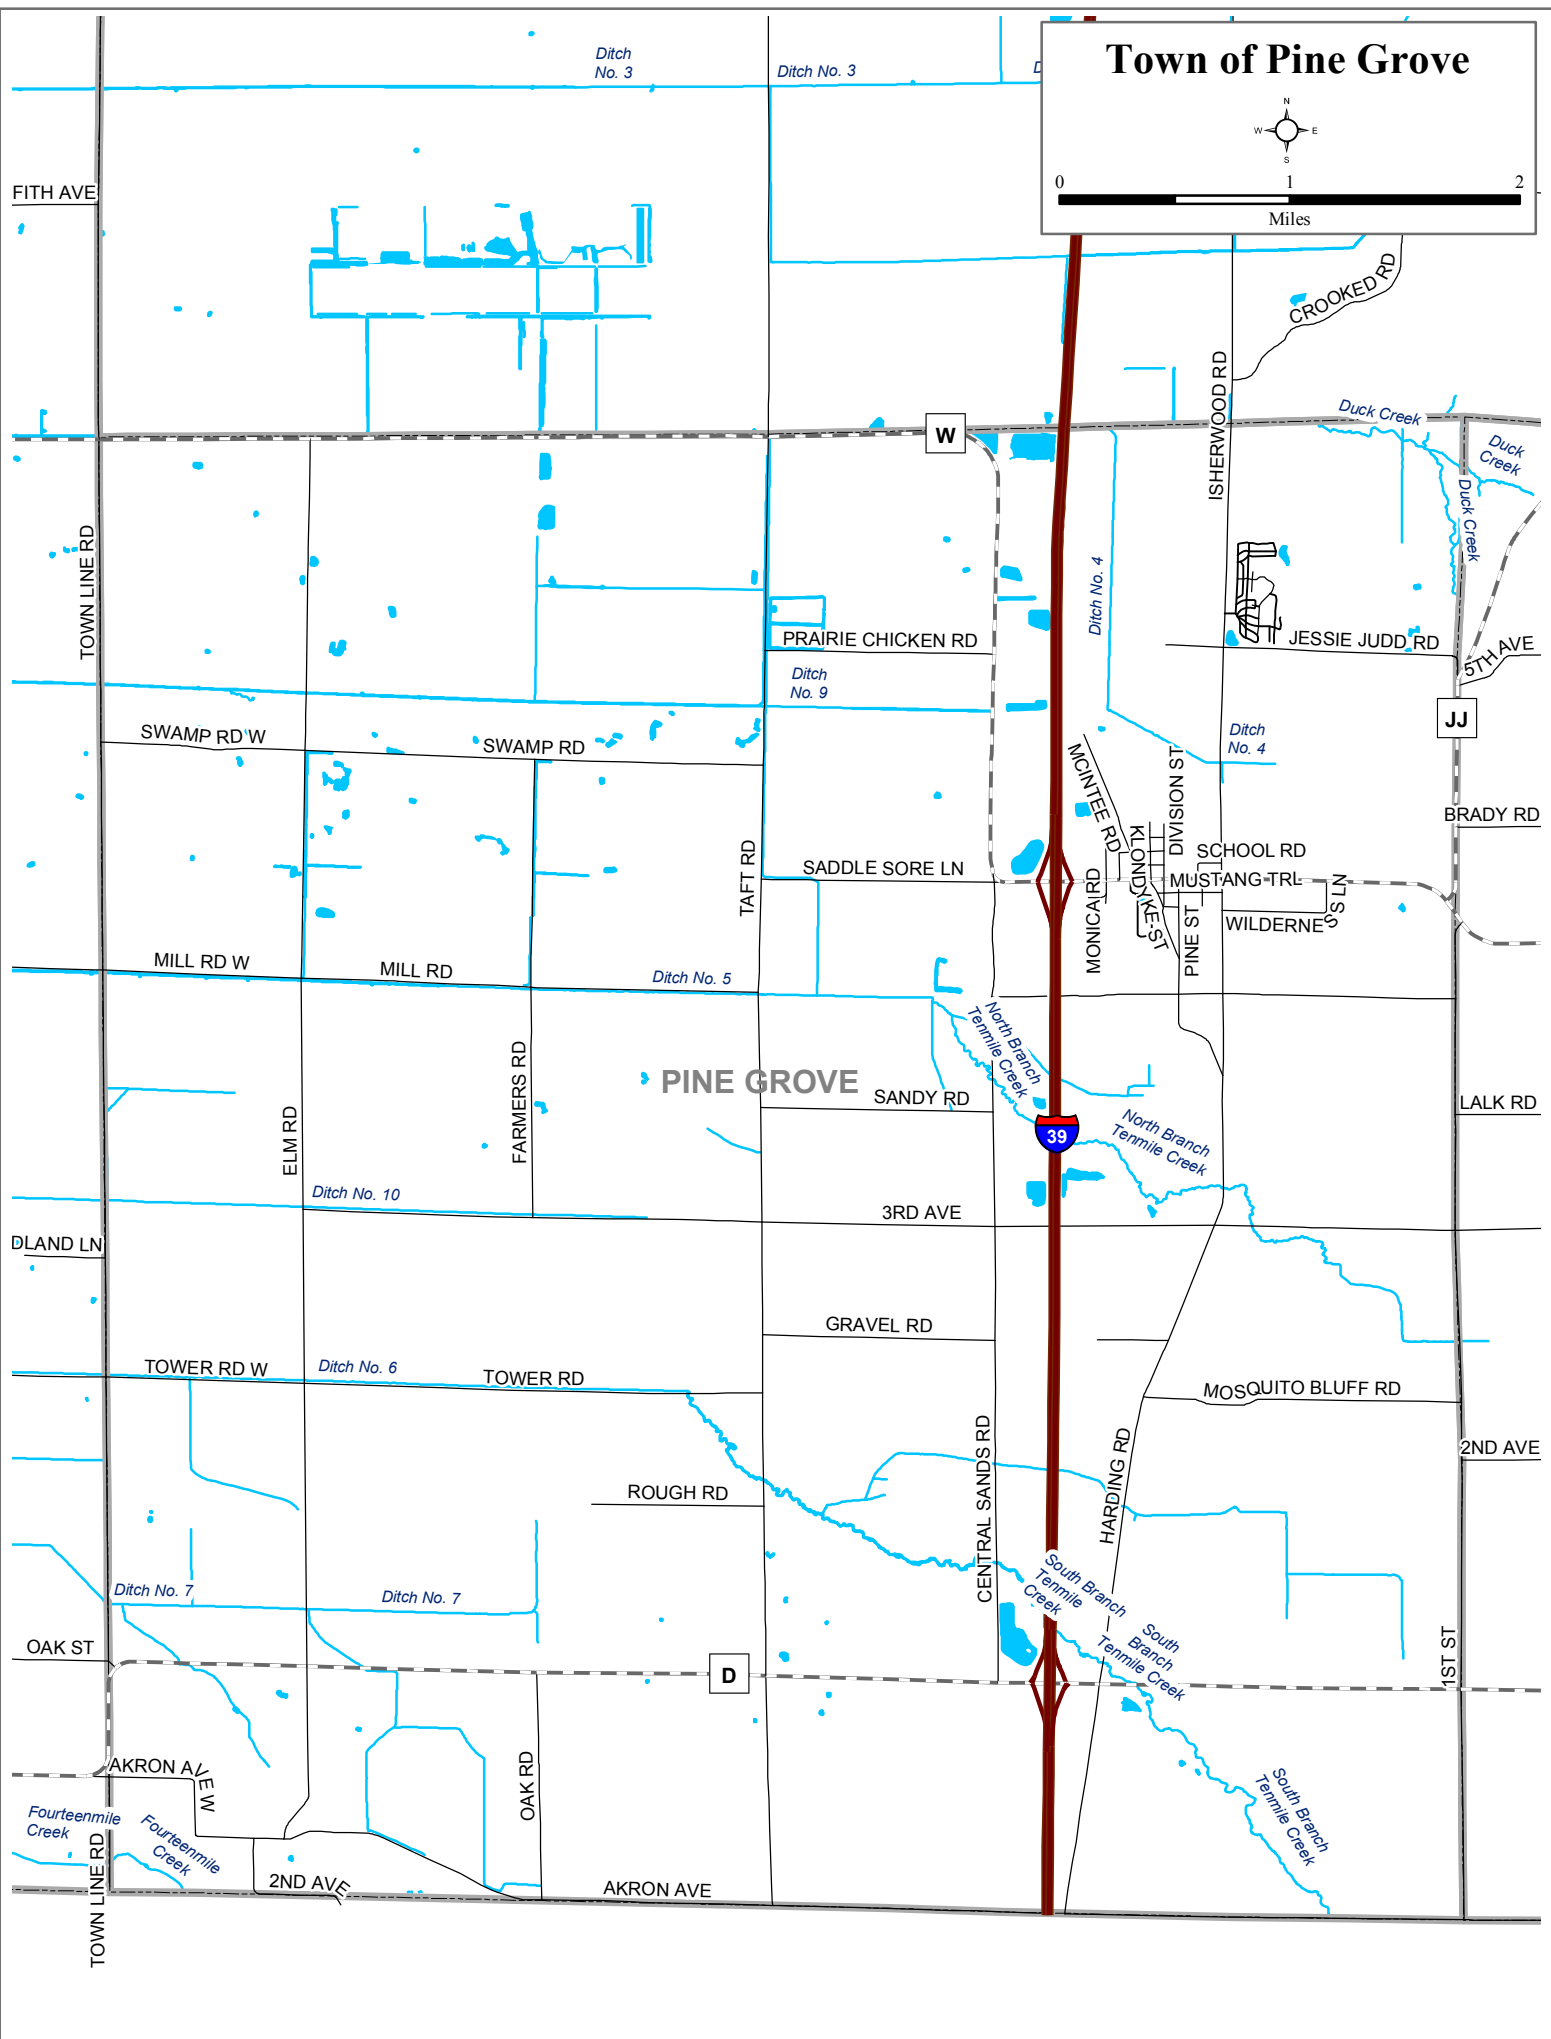 Town of Pine Grove
N
W
E
S
0
1
2
Miles
Ditch
No. 3
Ditch No. 3
FITH AVE
CROOKED RD
ISHERWOOD RD
Duck Creek
Duck
Creek
Duck Creek
W
TOWN LINE RD
Ditch No. 4
PRAIRIE CHICKEN RD
JESSIE JUDD RD
5TH AVE
Ditch
No. 9
JJ
SWAMP RD W
SWAMP RD
Ditch
No. 4
MCINTEE RD
DIVISION ST
BRADY RD
KLONDYKE ST
SCHOOL RD
TAFT RD
SADDLE SORE LN
MUSTANG TRL
MONICA RD
PINE ST
WILDERNESS LN
MILL RD W
MILL RD
Ditch No. 5
North Branch
Tenmile Creek
FARMERS RD
PINE GROVE
SANDY RD
LALK RD
ELM RD
39
North Branch
Tenmile Creek
Ditch No. 10
3RD AVE
DLAND LN
GRAVEL RD
TOWER RD W
Ditch No. 6
TOWER RD
MOSQUITO BLUFF RD
CENTRAL SANDS RD
HARDING RD
2ND AVE
ROUGH RD
South Branch
Tenmile
Creek
Ditch No. 7
Ditch No. 7
South
Branch
Tenmile Creek
OAK ST
1ST ST
D
AKRON AVE W
OAK RD
South Branch
Tenmile Creek
Fourteenmile
Creek
Fourteenmile
Creek
TOWN LINE RD
2ND AVE
AKRON AVE